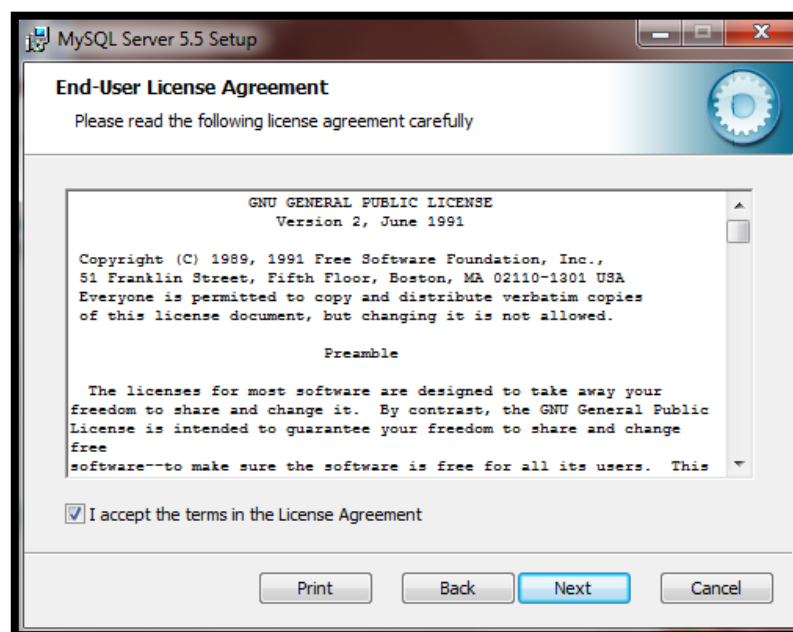 MySQL Server 5.5 Setup
End-User License Agreement
Please read the following license agreement carefully
GNU GENERAL PUBLIC LICENSE
Version 2, June 1991
Copyright (C) 1989, 1991 Free Software Foundation, Inc.,
51 Franklin Street, Fifth Floor, Boston, MA 02110-1301 USA
Everyone is permitted to copy and distribute verbatim copies
of this license document, but changing it is not allowed.
Preamble
The licenses for most software are designed to take away your
freedom to share and change it.  By contrast, the GNU General Public
License is intended to guarantee your freedom to share and change
free
software--to make sure the software is free for all its users.  This
I accept the terms in the License Agreement
Print Back Next Cancel